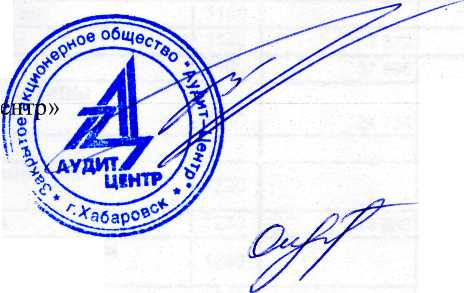 Закрытое акционерное общество "Аудит-Центр"
ентр»
АУДИТ
ЦЕНТР
* г.Хабаровск *